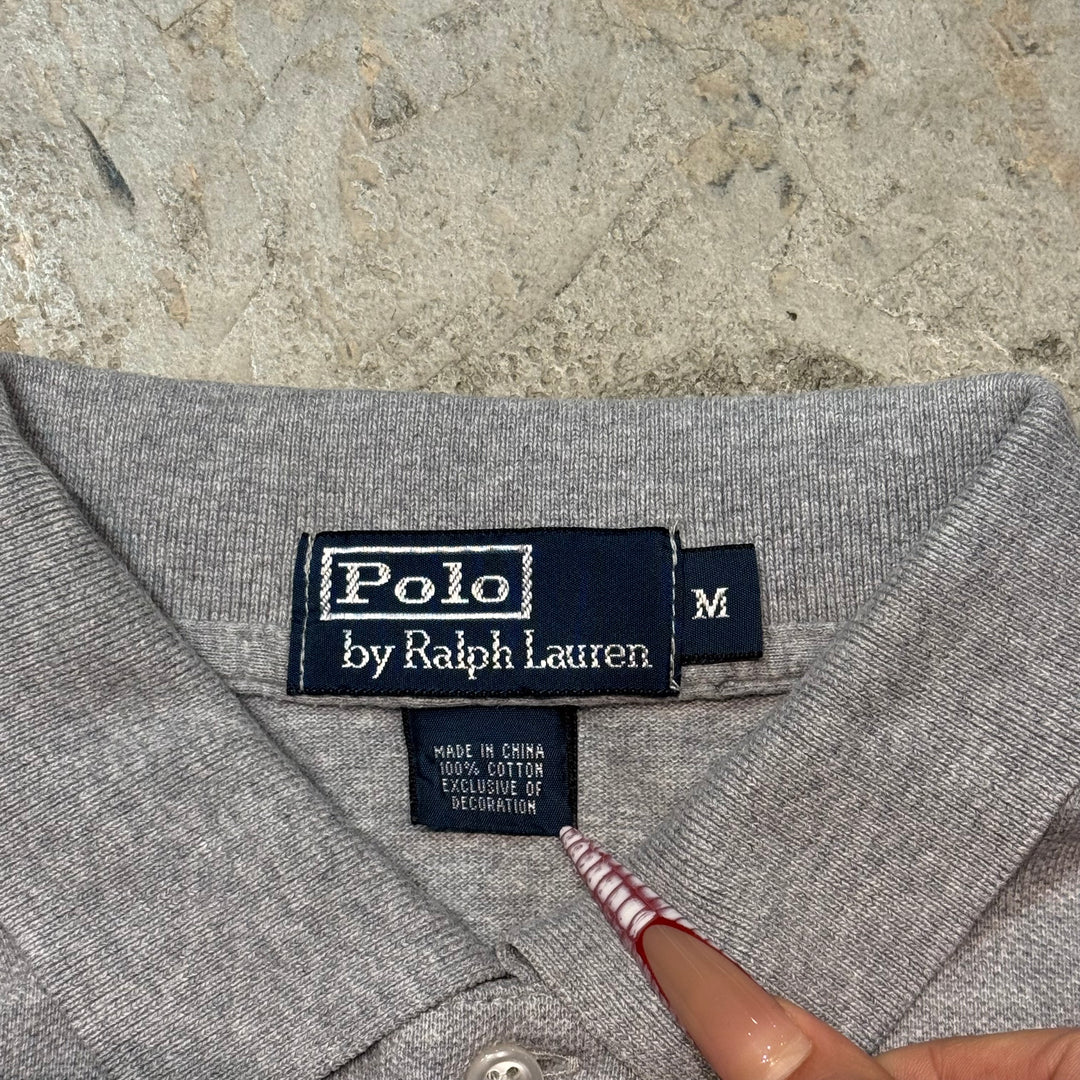 Polo
by Ralph Lauren
M
MADE IN CHINA
100% COTTON
EXCLUSIVE OF
DECORATION